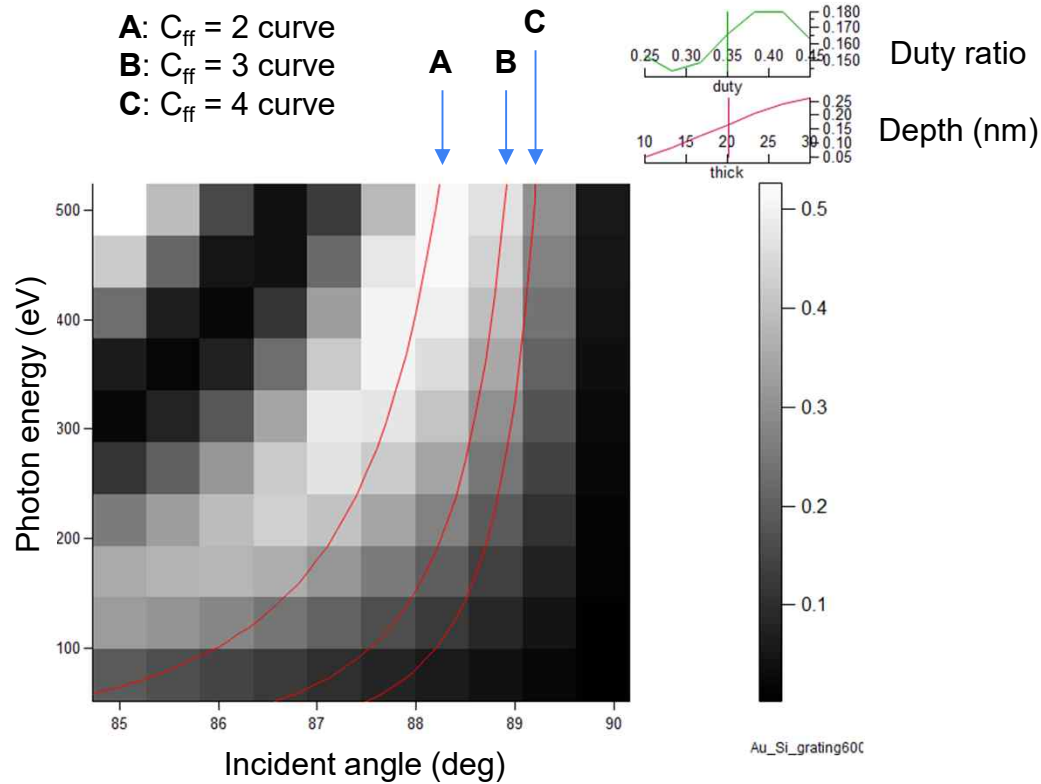 A: Cff = 2 curve
B: Cff = 3 curve
C: Cff = 4 curve
A
B
C
0.180
0.170
0.160
0.150
0.25 0.30 0.35 0.40 0.45
duty
Duty ratio
0.25
0.20
0.15
0.10
0.05
10 15 20 25 30
thick
Depth (nm)
500
400
300
200
100
Photon energy (eV)
85 86 87 88 89 90
Incident angle (deg)
0.5
0.4
0.3
0.2
0.1
Au_Si_grating600